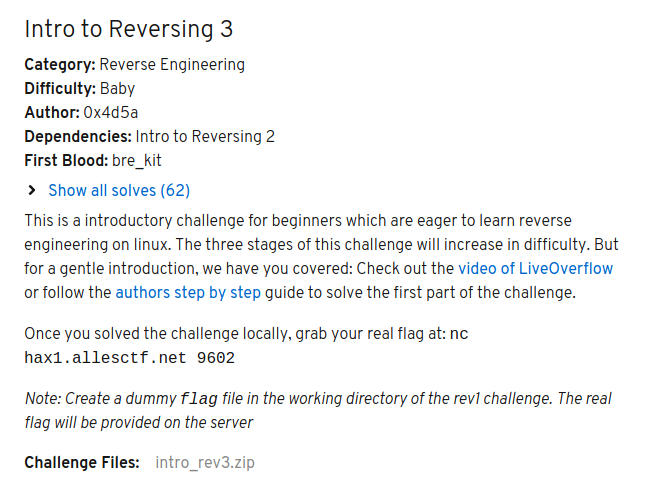 Intro to Reversing 3
Category: Reverse Engineering
Difficulty: Baby
Author: 0x4d5a
Dependencies: Intro to Reversing 2
First Blood: bre_kit
Show all solves (62)
This is a introductory challenge for beginners which are eager to learn reverse
engineering on linux. The three stages of this challenge will increase in difficulty. But
for a gentle introduction, we have you covered: Check out the video of LiveOverflow
or follow the authors step by step guide to solve the first part of the challenge.
Once you solved the challenge locally, grab your real flag at: nc
hax1.allesctf.net 9602
Note: Create a dummy flag file in the working directory of the rev1 challenge. The real
flag will be provided on the server
Challenge Files: intro_rev3.zip